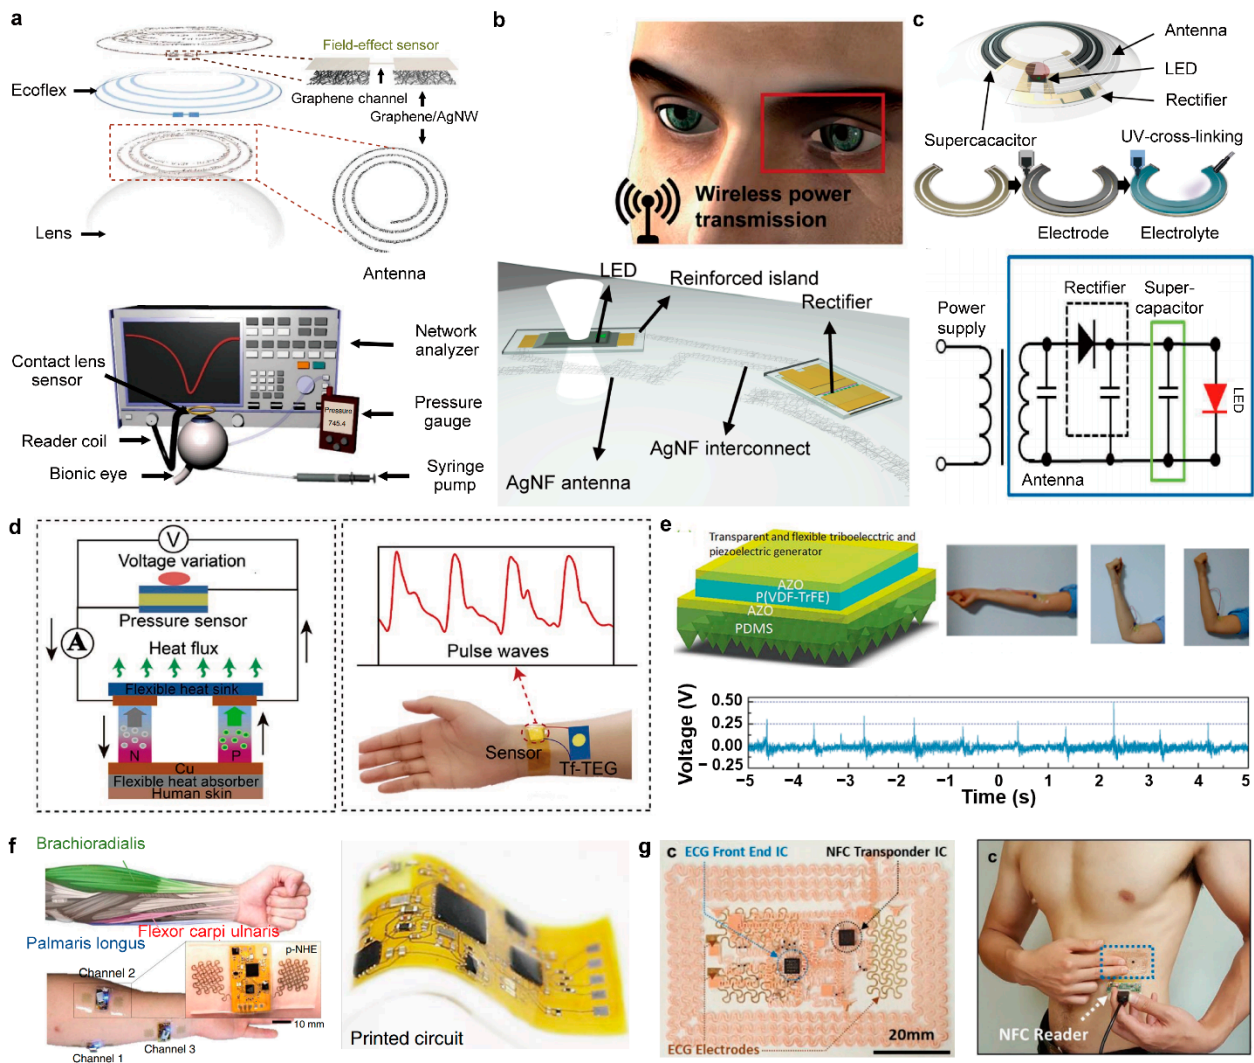 a
Field-effect sensor
Ecoflex
Graphene channel
Graphene/AgNW
Lens
Antenna
Network
analyzer
Contact lens
sensor
Pressure
745.4
Pressure
gauge
Reader coil
Bionic eye
Syringe
pump
b
Wireless power
transmission
LED
Reinforced island
Rectifier
AgNF interconnect
AgNF antenna
c
Antenna
LED
Rectifier
Supercacacitor
UV-cross-linking
Electrode
Electrolyte
Power
supply
Rectifier
Super-
capacitor
LED
Antenna
d
V
Voltage variation
Pressure sensor
A
Heat flux
Flexible heat sink
N
P
Cu
Flexible heat absorber
Human skin
Pulse waves
Sensor
Tf-TEG
e
Transparent and flexible triboelecctric and
piezoelectric generator
AZO
P(VDF-TrFE)
AZO
PDMS
Voltage (V)
0.50
0.25
0.00
−0.25
−5 −4 −3 −2 −1 0 1 2 3 4 5
Time (s)
f
Brachioradialis
Flexor carpi ulnaris
Palmaris longus
p-NHE
Channel 2
10 mm
Channel 3
Channel 1
Printed circuit
g
c
ECG Front End IC
NFC Transponder IC
20mm
ECG Electrodes
c
NFC Reader